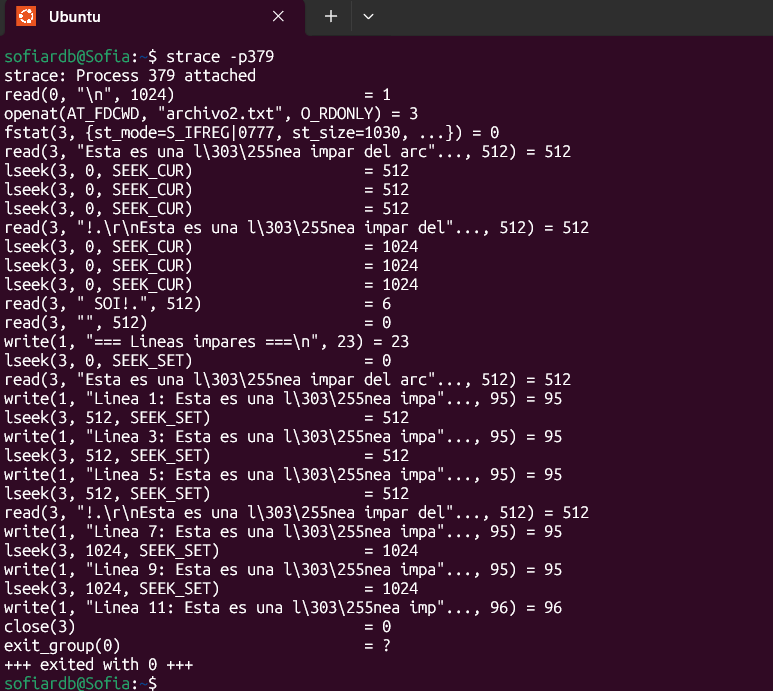 Ubuntu
sofiardb@Sofia:~$ strace -p379
strace: Process 379 attached
read(0, "\n", 1024) = 1
openat(AT_FDCWD, "archivo2.txt", O_RDONLY) = 3
fstat(3, {st_mode=S_IFREG|0777, st_size=1030, ...}) = 0
read(3, "Esta es una l\303\255nea impar del arc"..., 512) = 512
lseek(3, 0, SEEK_CUR) = 512
lseek(3, 0, SEEK_CUR) = 512
lseek(3, 0, SEEK_CUR) = 512
read(3, "!.\r\nEsta es una l\303\255nea impar del"..., 512) = 512
lseek(3, 0, SEEK_CUR) = 1024
lseek(3, 0, SEEK_CUR) = 1024
lseek(3, 0, SEEK_CUR) = 1024
read(3, " SOI!.", 512) = 6
read(3, "", 512) = 0
write(1, "=== Lineas impares ===\n", 23) = 23
lseek(3, 0, SEEK_SET) = 0
read(3, "Esta es una l\303\255nea impar del arc"..., 512) = 512
write(1, "Linea 1: Esta es una l\303\255nea impa"..., 95) = 95
lseek(3, 512, SEEK_SET) = 512
write(1, "Linea 3: Esta es una l\303\255nea impa"..., 95) = 95
lseek(3, 512, SEEK_SET) = 512
write(1, "Linea 5: Esta es una l\303\255nea impa"..., 95) = 95
lseek(3, 512, SEEK_SET) = 512
read(3, "!.\r\nEsta es una l\303\255nea impar del"..., 512) = 512
write(1, "Linea 7: Esta es una l\303\255nea impa"..., 95) = 95
lseek(3, 1024, SEEK_SET) = 1024
write(1, "Linea 9: Esta es una l\303\255nea impa"..., 95) = 95
lseek(3, 1024, SEEK_SET) = 1024
write(1, "Linea 11: Esta es una l\303\255nea imp"..., 96) = 96
close(3) = 0
exit_group(0) = ?
+++ exited with 0 +++
sofiardb@Sofia:~$